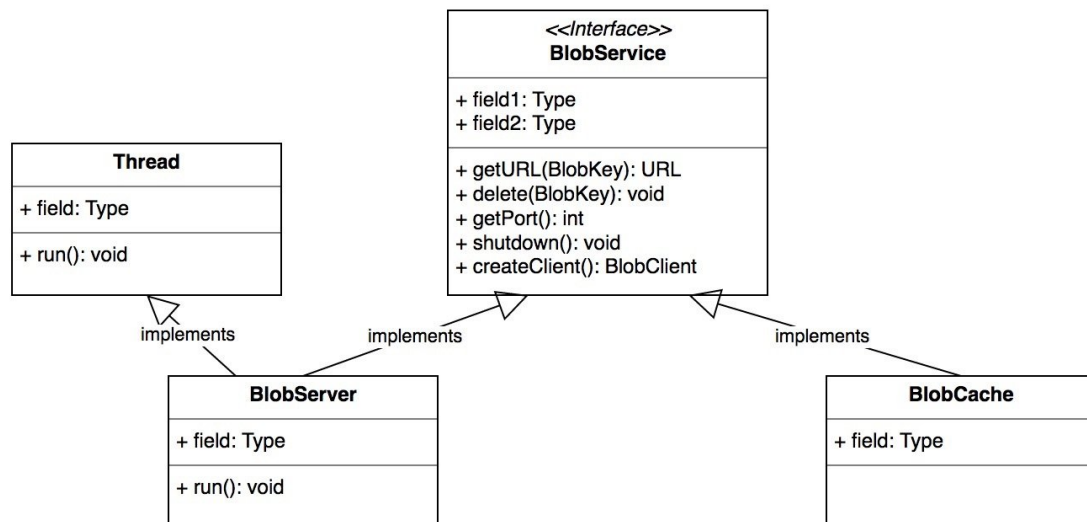 <<Interface>>
BlobService
+ field1: Type
+ field2: Type
+ getURL(BlobKey): URL
+ delete(BlobKey): void
+ getPort(): int
+ shutdown(): void
+ createClient(): BlobClient
Thread
+ field: Type
+ run(): void
implements
implements
implements
BlobServer
+ field: Type
+ run(): void
BlobCache
+ field: Type